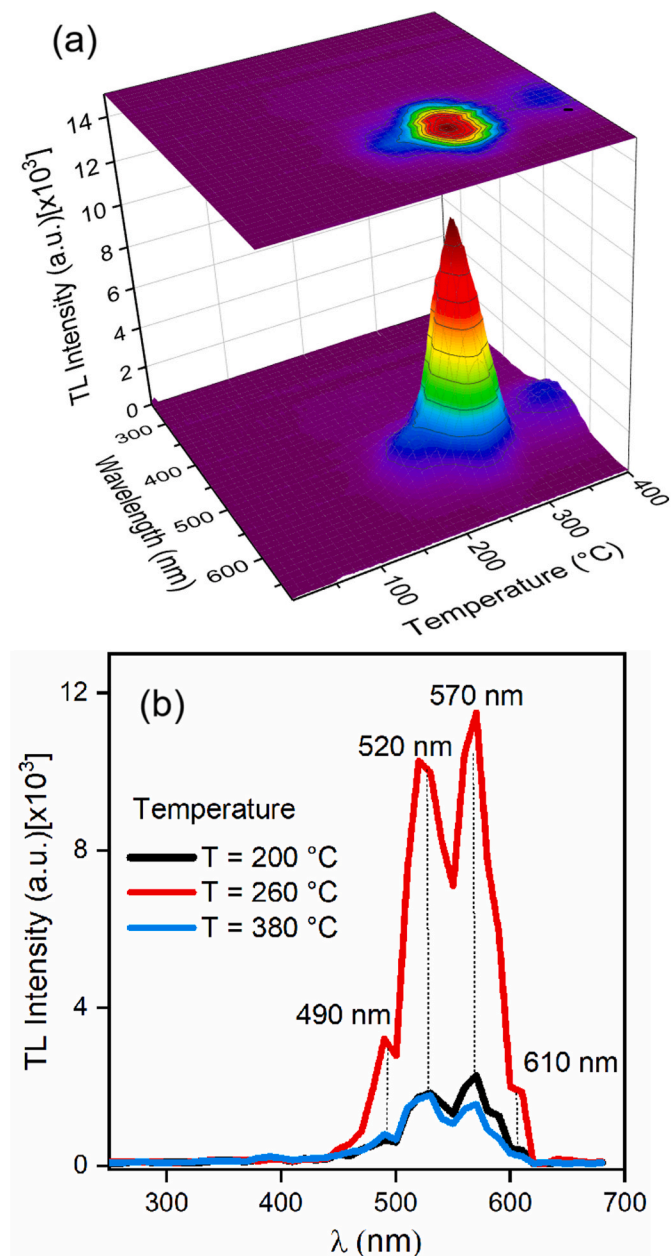 (a)
TL Intensity (a.u.)[x10³]
14
12
10
8
6
4
2
0
300
400
500
600
Wavelength (nm)
100
200
300
400
Temperature (°C)
(b)
570 nm
520 nm
490 nm
610 nm
Temperature
T = 200 °C
T = 260 °C
T = 380 °C
TL Intensity (a.u.)[x10³]
12
8
4
0
300 400 500 600 700
λ (nm)